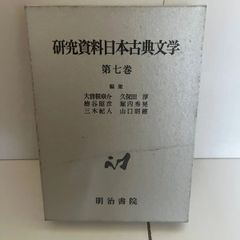 研究資料日本古典文学
第七巻
編集
大曽根章介 久保田 淳
檜谷昭彦 堀内秀晃
三木紀人 山口明穂
明治書院